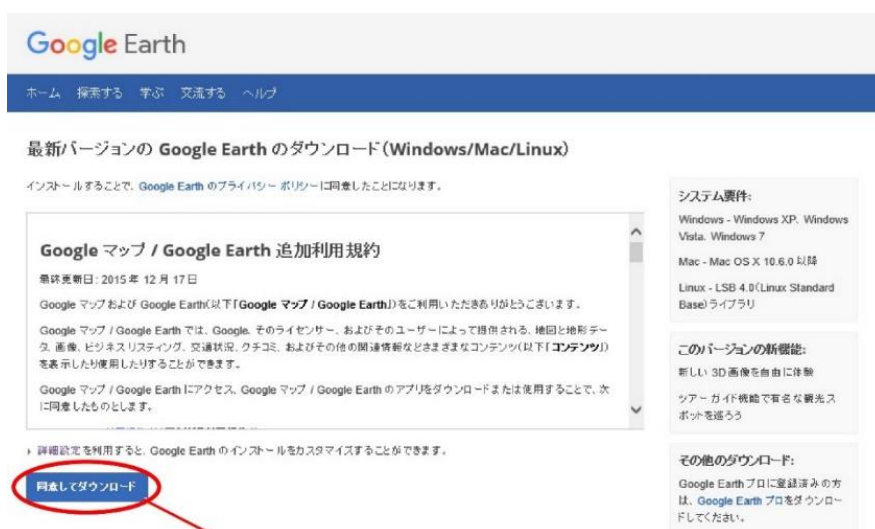 Google Earth
ホーム 探索する 学ぶ 交流する ヘルプ
最新バージョンの Google Earth のダウンロード(Windows/Mac/Linux)
インストールすることで、Google Earth のプライバシー ポリシーに同意したことになります。
Google マップ / Google Earth 追加利用規約
最終更新日: 2015 年 12 月 17 日
Google マップおよび Google Earth(以下「Google マップ / Google Earth」)をご利用いただきありがとうございます。
Google マップ / Google Earth では、Google、そのライセンサー、およびそのユーザーによって提供される、地図と地形デー
タ、画像、ビジネスリスティング、交通状況、クチコミ、およびその他の関連情報などさまざまなコンテンツ(以下「コンテンツ」)
を表示したり使用したりすることができます。
Google マップ / Google Earth にアクセス、Google マップ / Google Earth のアプリをダウンロードまたは使用することで、次
に同意したものとします。
詳細設定を利用すると、Google Earth のインストールをカスタマイズすることができます。
同意してダウンロード
システム要件:
Windows - Windows XP、Windows
Vista、Windows 7
Mac - Mac OS X 10.6.0 以降
Linux - LSB 4.0(Linux Standard
Base)ライブラリ
このバージョンの新機能:
新しい 3D 画像を自由に体験
ツアー ガイド機能で有名な観光ス
ポットを巡ろう
その他のダウンロード:
Google Earth プロに登録済みの方
は、Google Earth プロをダウンロー
ドしてください。